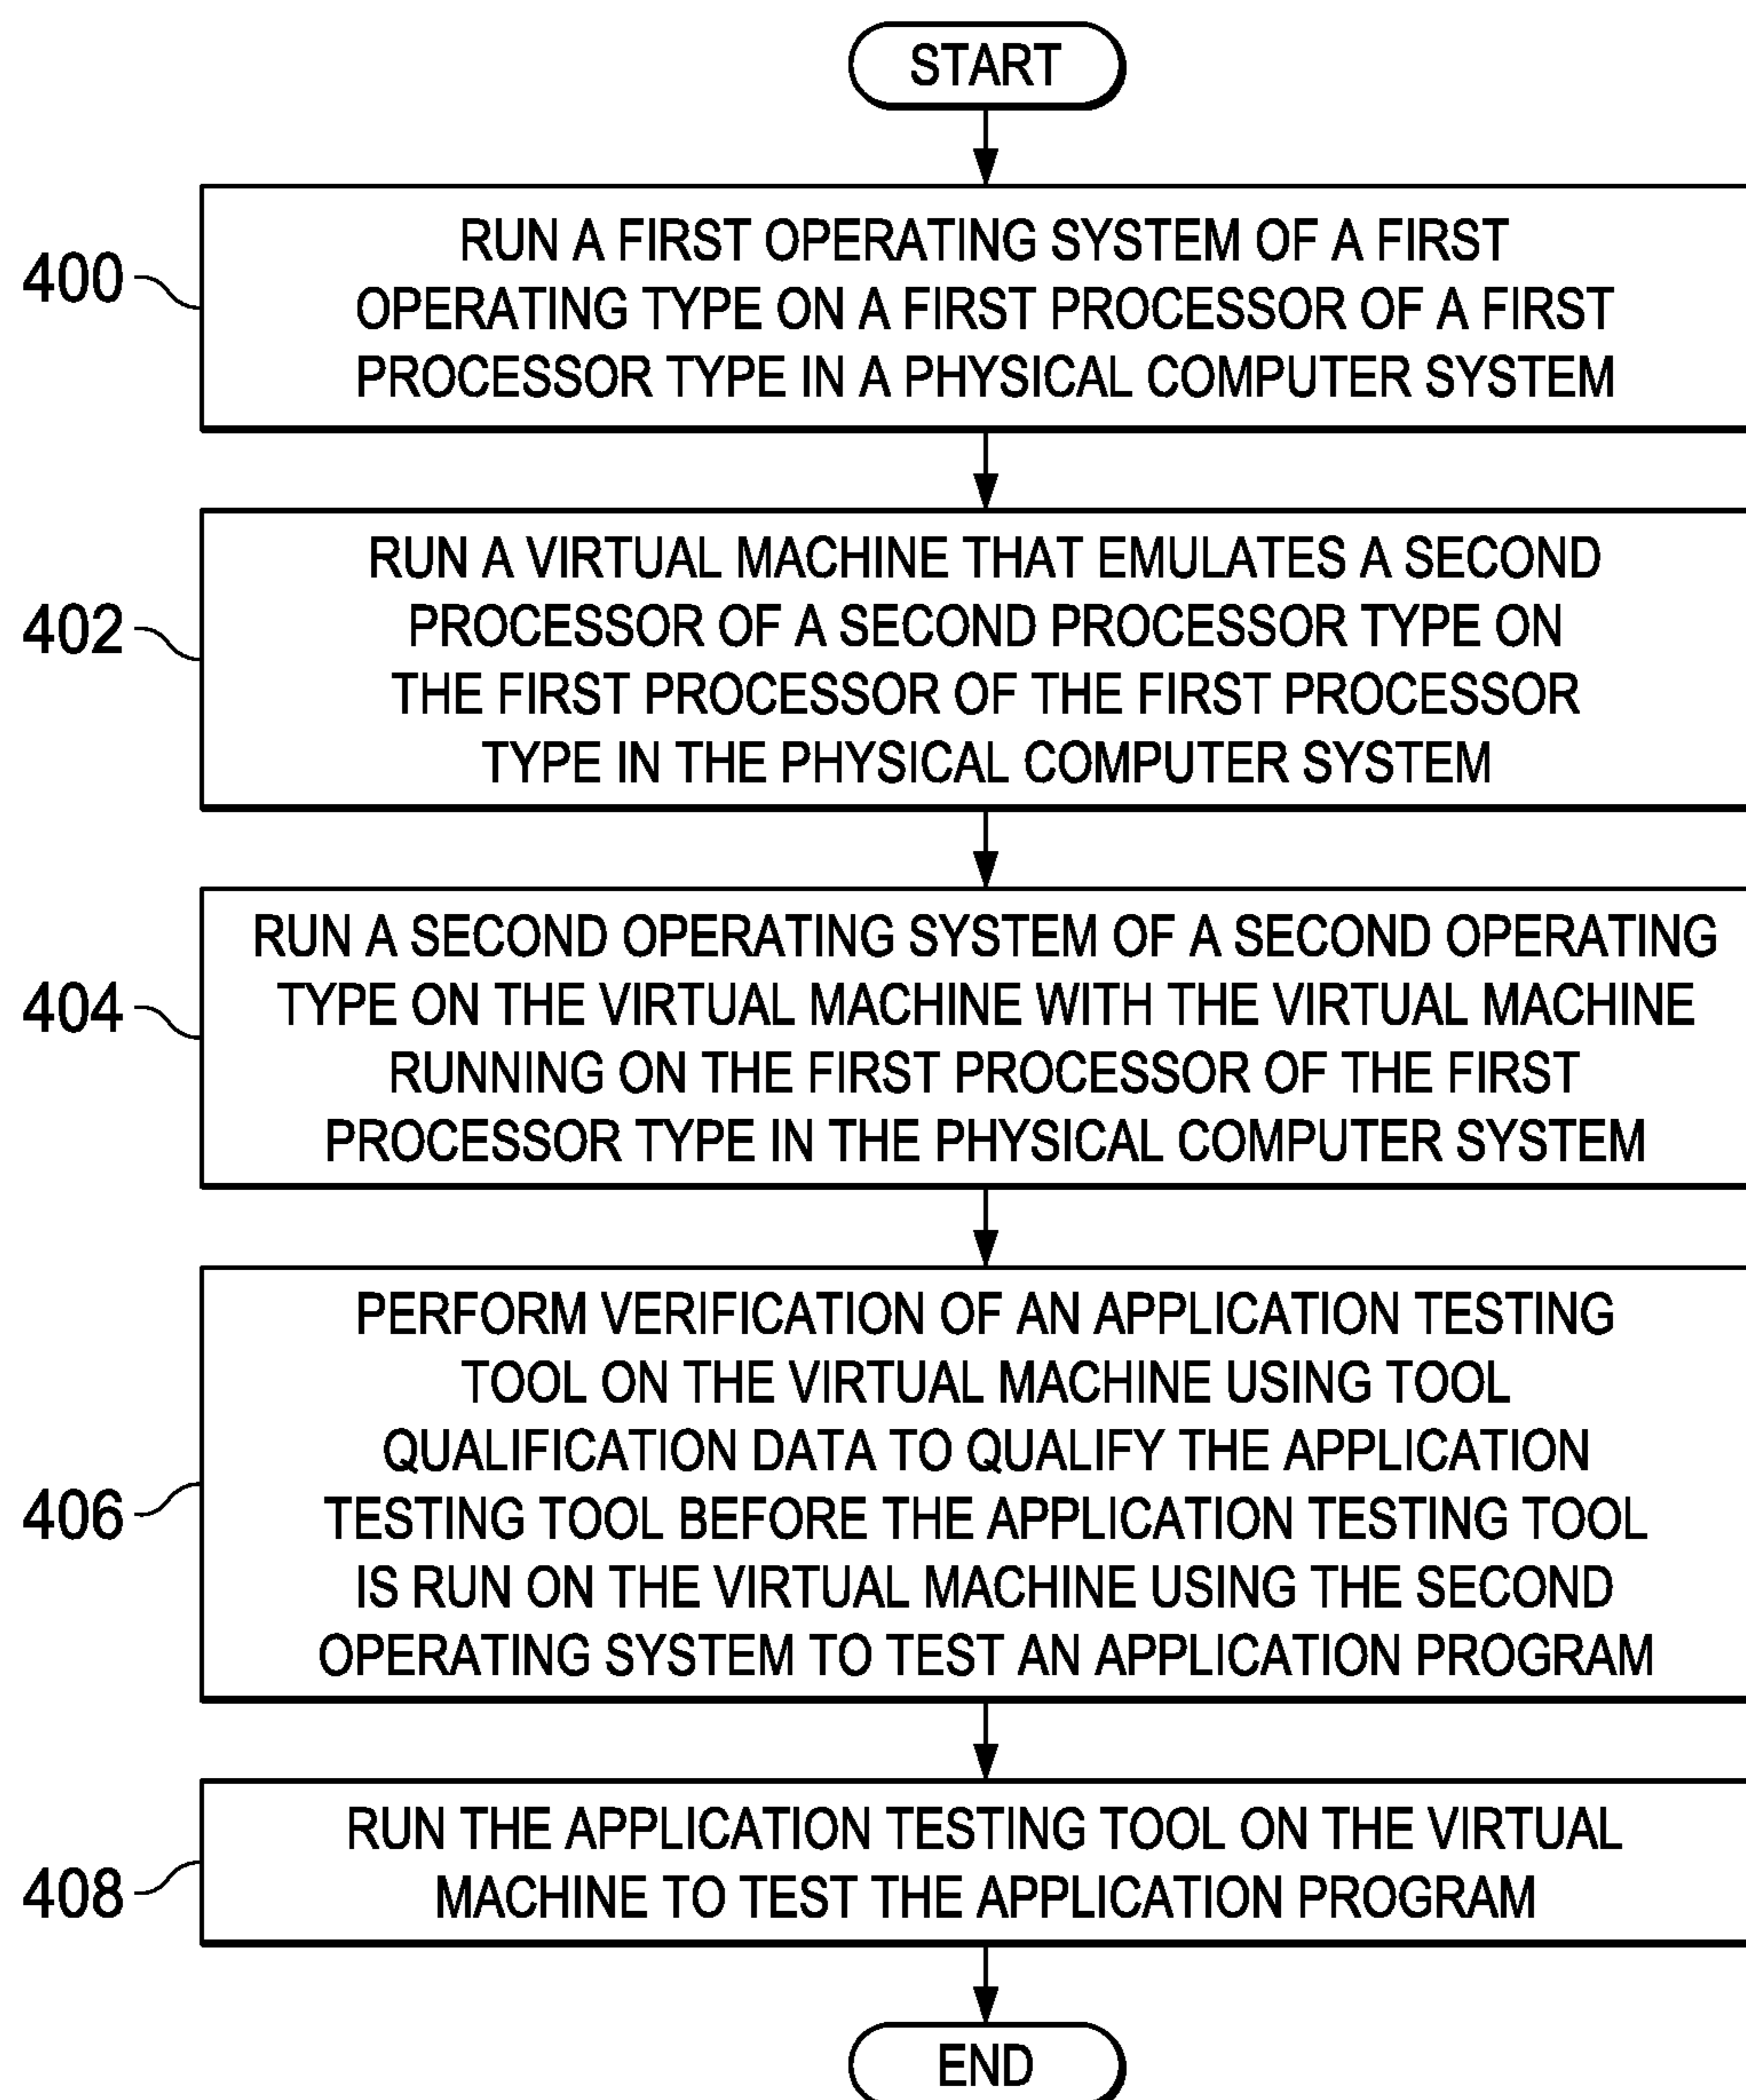 START
400
RUN A FIRST OPERATING SYSTEM OF A FIRST
OPERATING TYPE ON A FIRST PROCESSOR OF A FIRST
PROCESSOR TYPE IN A PHYSICAL COMPUTER SYSTEM
402
RUN A VIRTUAL MACHINE THAT EMULATES A SECOND
PROCESSOR OF A SECOND PROCESSOR TYPE ON
THE FIRST PROCESSOR OF THE FIRST PROCESSOR
TYPE IN THE PHYSICAL COMPUTER SYSTEM
404
RUN A SECOND OPERATING SYSTEM OF A SECOND OPERATING
TYPE ON THE VIRTUAL MACHINE WITH THE VIRTUAL MACHINE
RUNNING ON THE FIRST PROCESSOR OF THE FIRST
PROCESSOR TYPE IN THE PHYSICAL COMPUTER SYSTEM
406
PERFORM VERIFICATION OF AN APPLICATION TESTING
TOOL ON THE VIRTUAL MACHINE USING TOOL
QUALIFICATION DATA TO QUALIFY THE APPLICATION
TESTING TOOL BEFORE THE APPLICATION TESTING TOOL
IS RUN ON THE VIRTUAL MACHINE USING THE SECOND
OPERATING SYSTEM TO TEST AN APPLICATION PROGRAM
408
RUN THE APPLICATION TESTING TOOL ON THE VIRTUAL
MACHINE TO TEST THE APPLICATION PROGRAM
END